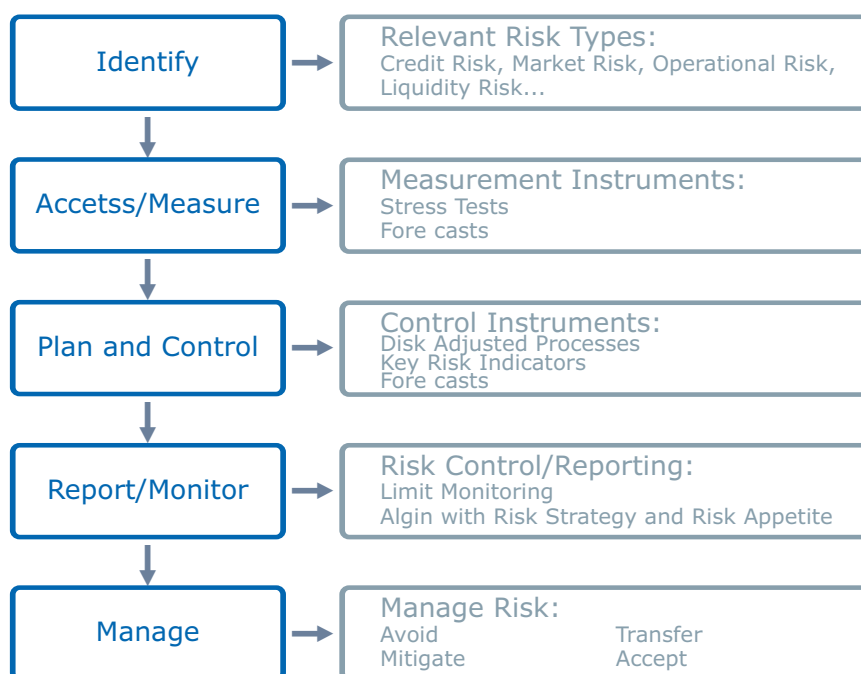 Identify
Relevant Risk Types:
Credit Risk, Market Risk, Operational Risk,
Liquidity Risk...
Accetss/Measure
Measurement Instruments:
Stress Tests
Fore casts
Plan and Control
Control Instruments:
Disk Adjusted Processes
Key Risk Indicators
Fore casts
Report/Monitor
Risk Control/Reporting:
Limit Monitoring
Algin with Risk Strategy and Risk Appetite
Manage
Manage Risk:
Avoid Transfer
Mitigate Accept